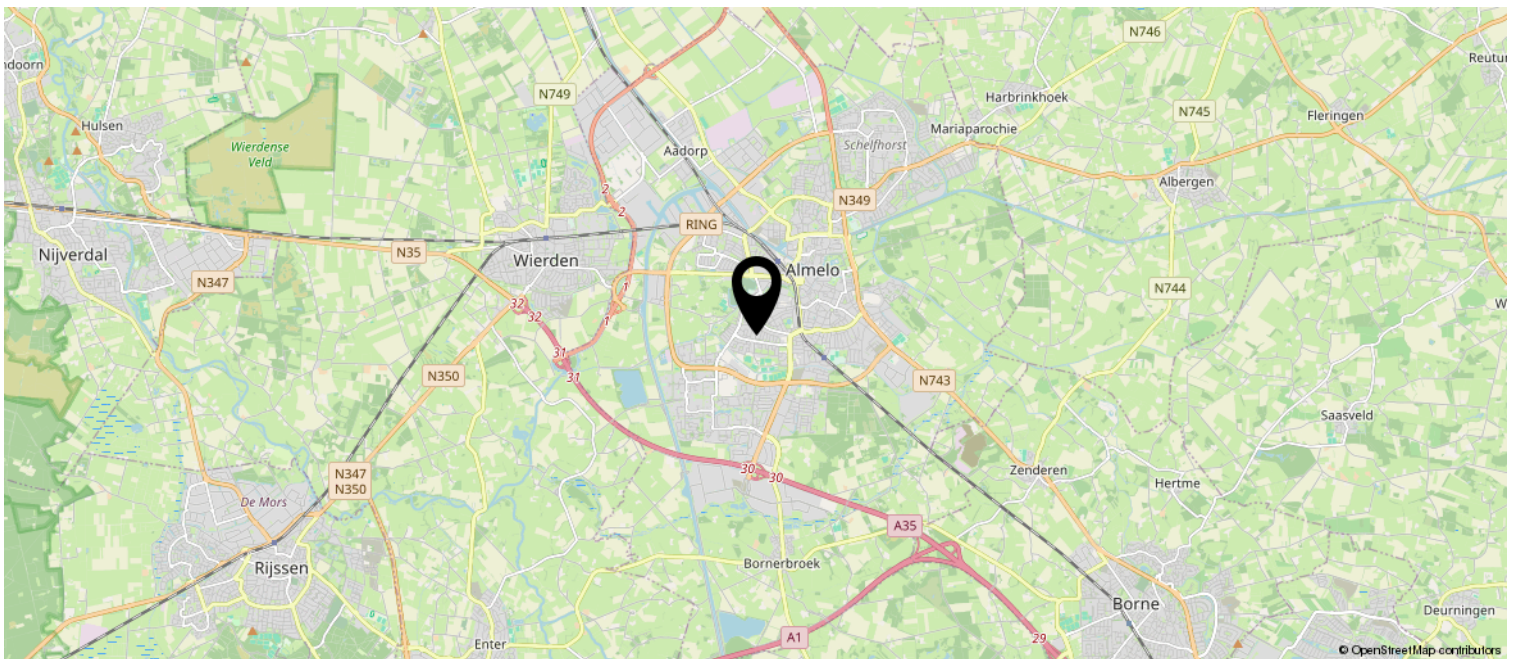 N746
ndoorn
Reutur
N749
Harbrinkhoek
N745
Fleringen
Hulsen
Mariaparochie
Wierdense
Veld
Aadorp
Schelfhorst
Albergen
2
2
N349
RING
Nijverdal
N35
Wierden
Almelo
N347
1
N744
32
32
1
31
31
N350
N743
Saasveld
N347
N350
30
30
Zenderen
Hertme
De Mors
A35
Rijssen
Bornerbroek
Borne
Deurningen
Enter
A1
29
© OpenStreetMap contributors